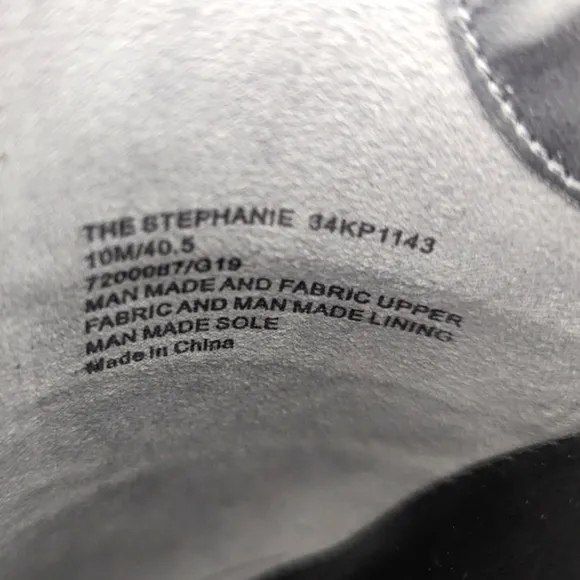 THE STEPHANIE 34KP1143
10M/40.5
7200087/G19
MAN MADE AND FABRIC UPPER
FABRIC AND MAN MADE LINING
MAN MADE SOLE
Made in China